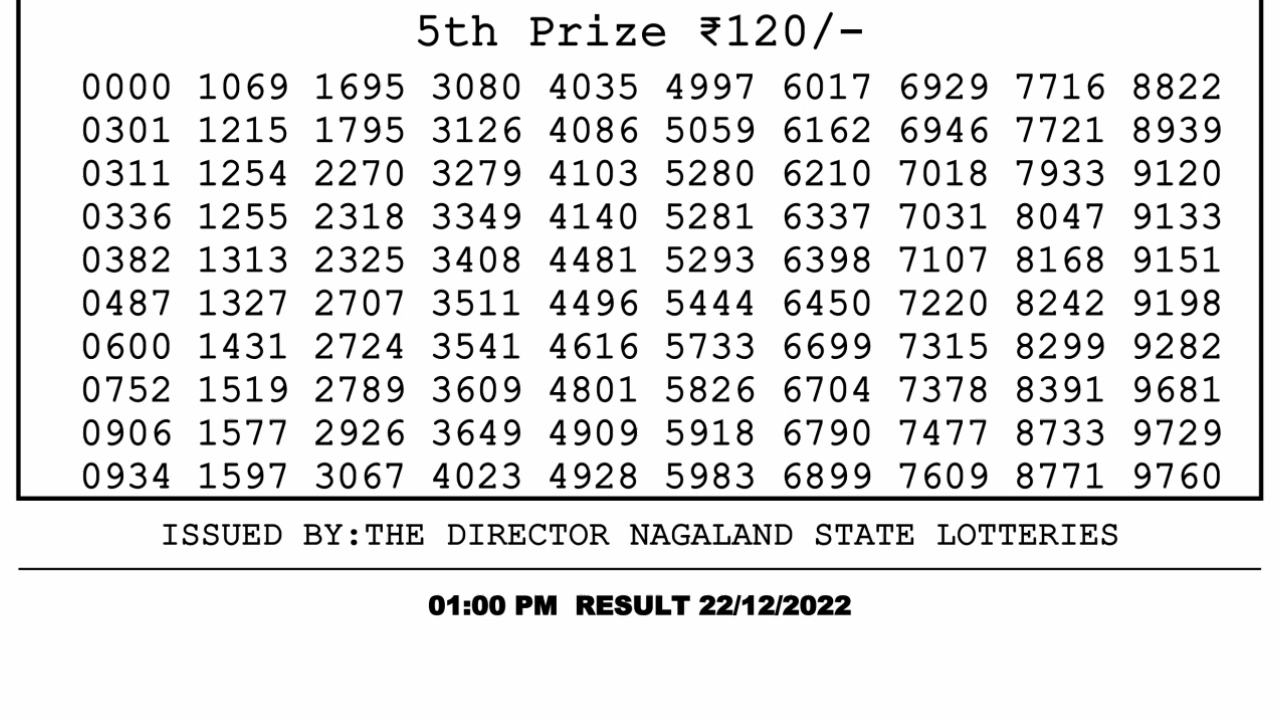 5th Prize ₹120/-
0000 1069 1695 3080 4035 4997 6017 6929 7716 8822
0301 1215 1795 3126 4086 5059 6162 6946 7721 8939
0311 1254 2270 3279 4103 5280 6210 7018 7933 9120
0336 1255 2318 3349 4140 5281 6337 7031 8047 9133
0382 1313 2325 3408 4481 5293 6398 7107 8168 9151
0487 1327 2707 3511 4496 5444 6450 7220 8242 9198
0600 1431 2724 3541 4616 5733 6699 7315 8299 9282
0752 1519 2789 3609 4801 5826 6704 7378 8391 9681
0906 1577 2926 3649 4909 5918 6790 7477 8733 9729
0934 1597 3067 4023 4928 5983 6899 7609 8771 9760
ISSUED BY:THE DIRECTOR NAGALAND STATE LOTTERIES
01:00 PM RESULT 22/12/2022